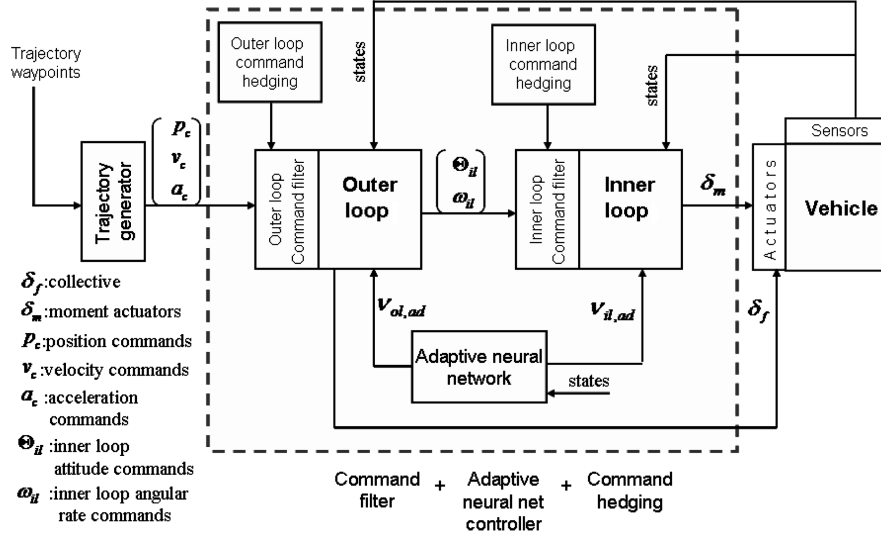 Trajectory
waypoints
Outer loop
command
hedging
states
Inner loop
command
hedging
states
Sensors
Trajectory
generator
p_c
v_c
a_c
Outer loop
Command filter
Outer
loop
Θ_il
ω_il
Inner loop
Command filter
Inner
loop
δ_m
Actuators
Vehicle
ν_ol,ad
ν_il,ad
δ_f
Adaptive neural
network
states
δ_f :collective
δ_m :moment actuators
p_c :position commands
v_c :velocity commands
a_c :acceleration
commands
Θ_il :inner loop
attitude commands
ω_il :inner loop angular
rate commands
Command
filter
+
Adaptive
neural net
controller
+
Command
hedging